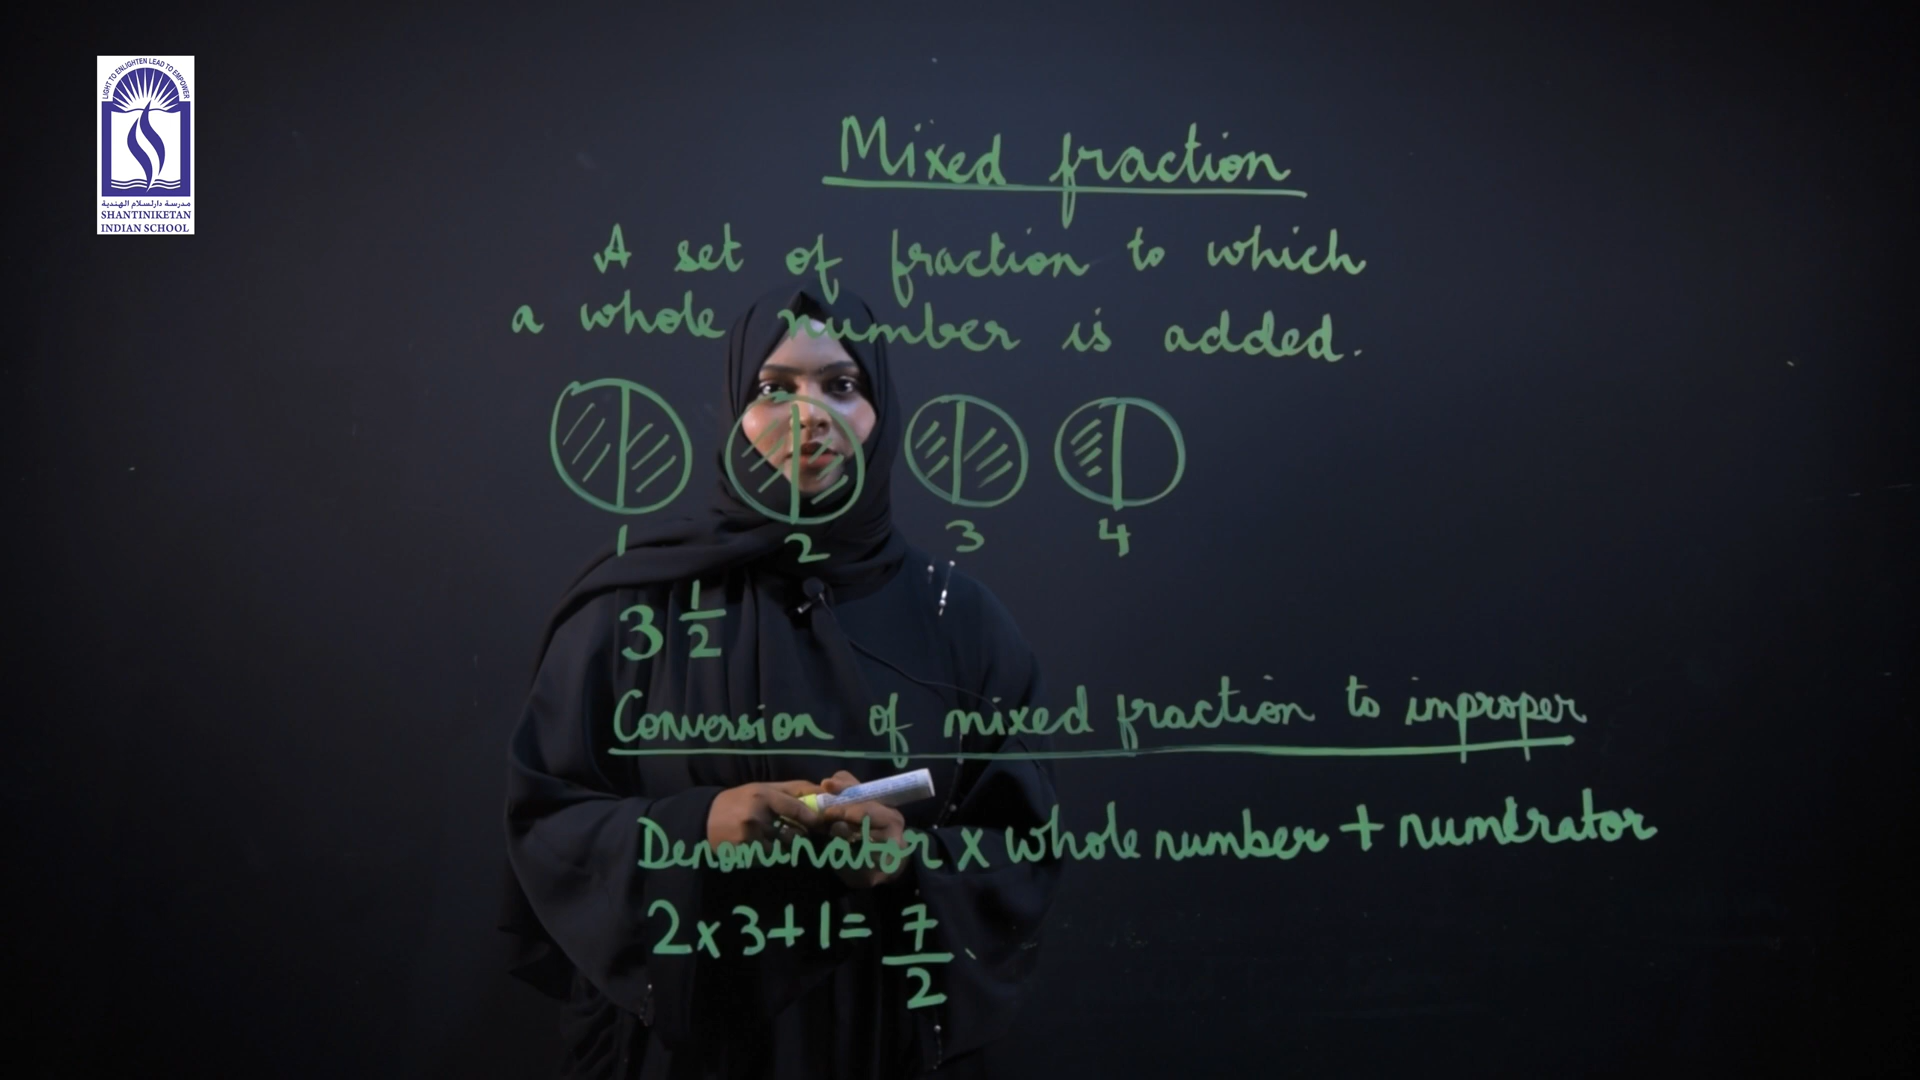 LIGHT TO ENLIGHTEN LEAD TO EMPOWER
مدرسة دارالسلام الهندية
SHANTINIKETAN
INDIAN SCHOOL
Mixed fraction
A set of fraction to which
a whole number is added.
1 2 3 4
3 1/2
Conversion of mixed fraction to improper
Denominator x whole number + numerator
2x3+1= 7/2